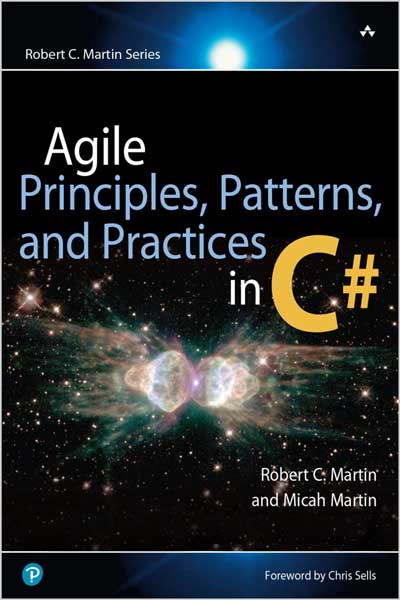 Robert C. Martin Series
Agile
Principles, Patterns,
and Practices
in C#
Robert C. Martin
and Micah Martin
P
Foreword by Chris Sells